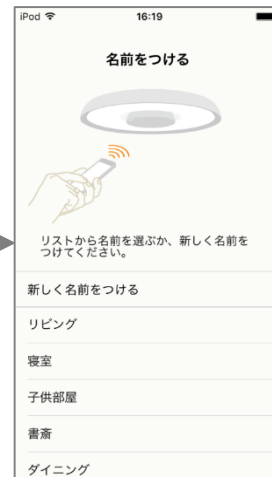 iPod 16:19
名前をつける
リストから名前を選ぶか、新しく名前を
つけてください。
新しく名前をつける
リビング
寝室
子供部屋
書斎
ダイニング